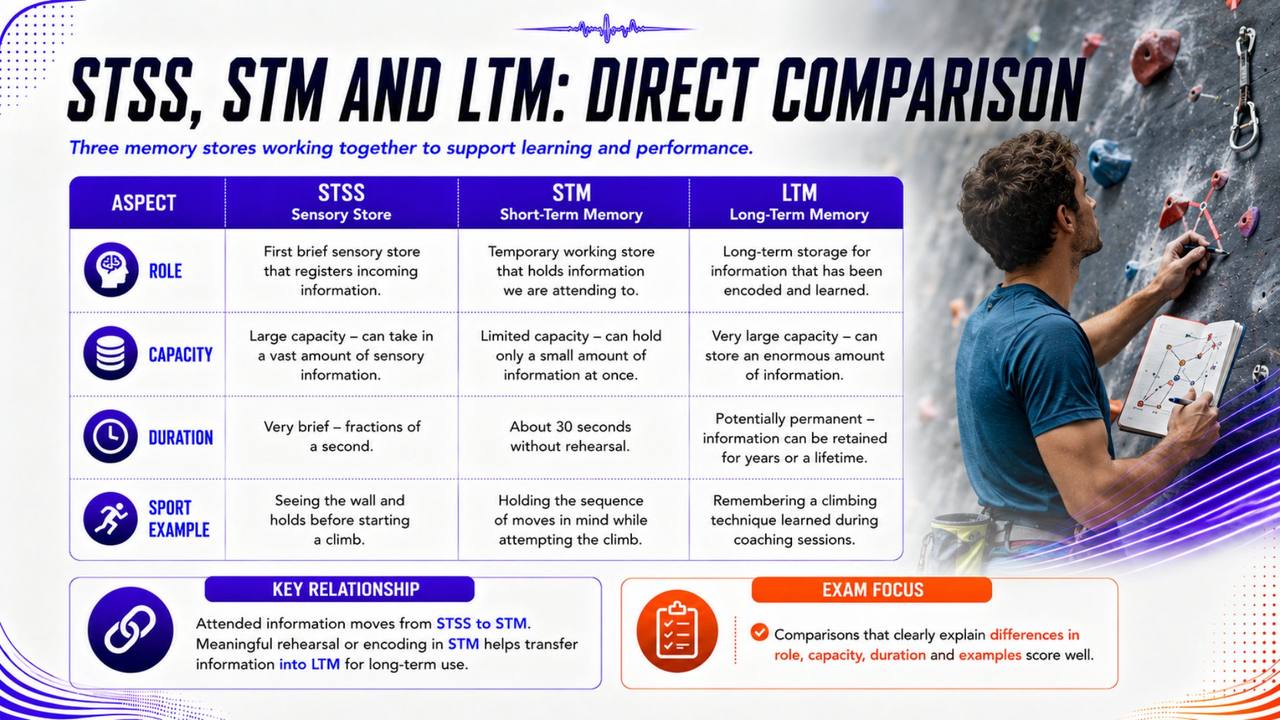 STSS, STM AND LTM: DIRECT COMPARISON
Three memory stores working together to support learning and performance.
ASPECT
STSS
Sensory Store
STM
Short-Term Memory
LTM
Long-Term Memory
ROLE
First brief sensory store
that registers incoming
information.
Temporary working store
that holds information
we are attending to.
Long-term storage for
information that has been
encoded and learned.
CAPACITY
Large capacity – can take in
a vast amount of sensory
information.
Limited capacity – can hold
only a small amount of
information at once.
Very large capacity – can
store an enormous amount
of information.
DURATION
Very brief – fractions of
a second.
About 30 seconds
without rehearsal.
Potentially permanent –
information can be retained
for years or a lifetime.
SPORT
EXAMPLE
Seeing the wall and
holds before starting
a climb.
Holding the sequence
of moves in mind while
attempting the climb.
Remembering a climbing
technique learned during
coaching sessions.
KEY RELATIONSHIP
Attended information moves from STSS to STM.
Meaningful rehearsal or encoding in STM helps transfer
information into LTM for long-term use.
EXAM FOCUS
Comparisons that clearly explain differences in
role, capacity, duration and examples score well.